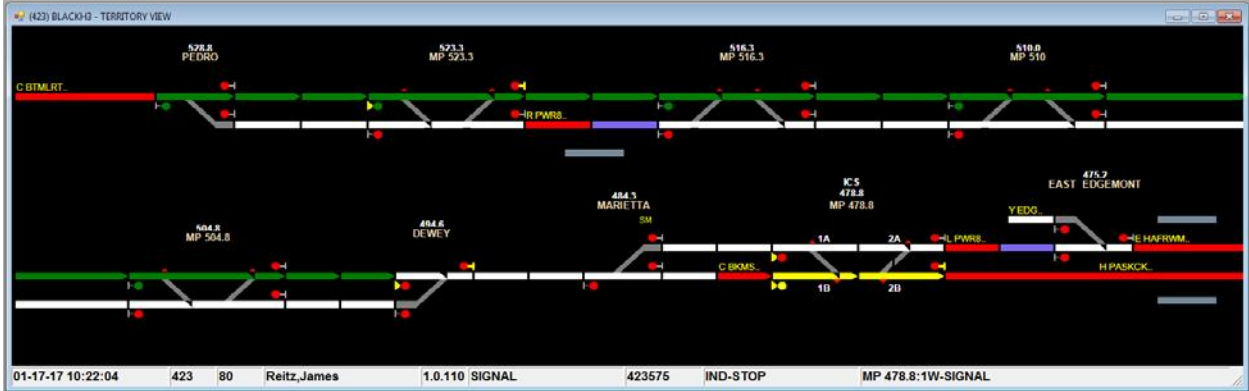 (423) BLACKH3 - TERRITORY VIEW
528.8
PEDRO
523.3
MP 523.3
516.3
MP 516.3
510.0
MP 510
C BTMLRT..
R PWR8..
484.3
MARIETTA
SM
ICS
478.8
MP 478.8
475.2
EAST EDGEMONT
504.8
MP 504.8
494.6
DEWEY
Y EDG..
1A
2A
L PWR8..
E HAFRWM..
C BKMS..
H PASKCK..
1B
2B
01-17-17 10:22:04 423 80 Reitz,James 1.0.110 SIGNAL 423575 IND-STOP MP 478.8:1W-SIGNAL